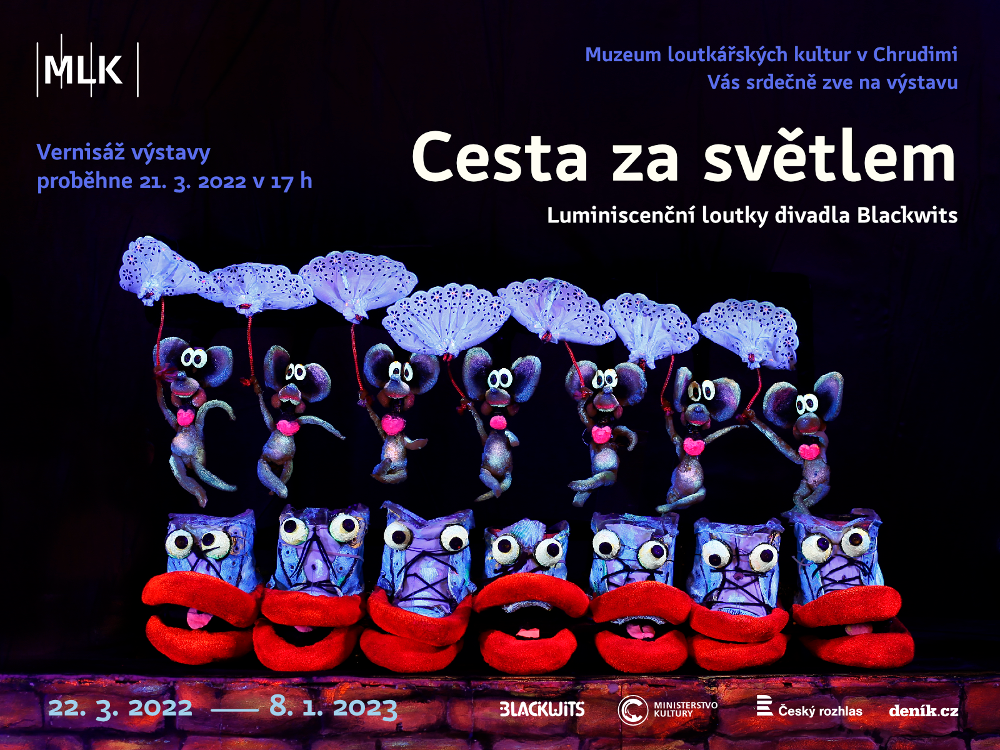 MLK
Muzeum loutkářských kultur v Chrudimi
Vás srdečně zve na výstavu
Cesta za světlem
Luminiscenční loutky divadla Blackwits
Vernisáž výstavy
proběhne 21. 3. 2022 v 17 h
22. 3. 2022 — 8. 1. 2023
BLACKWITS
MINISTERSTVO
KULTURY
Český rozhlas
deník.cz